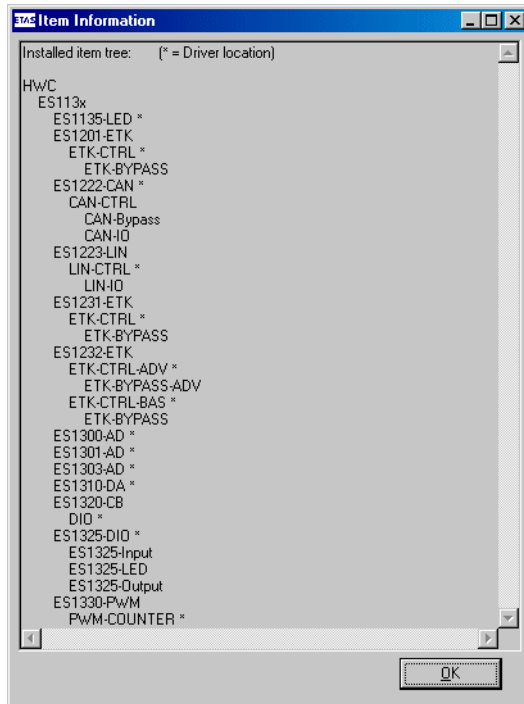 ETAS Item Information
Installed item tree: (* = Driver location)
HWC
ES113x
ES1135-LED *
ES1201-ETK
ETK-CTRL *
ETK-BYPASS
ES1222-CAN *
CAN-CTRL
CAN-Bypass
CAN-IO
ES1223-LIN
LIN-CTRL *
LIN-IO
ES1231-ETK
ETK-CTRL *
ETK-BYPASS
ES1232-ETK
ETK-CTRL-ADV *
ETK-BYPASS-ADV
ETK-CTRL-BAS *
ETK-BYPASS
ES1300-AD *
ES1301-AD *
ES1303-AD *
ES1310-DA *
ES1320-CB
DIO *
ES1325-DIO *
ES1325-Input
ES1325-LED
ES1325-Output
ES1330-PWM
PWM-COUNTER *
OK